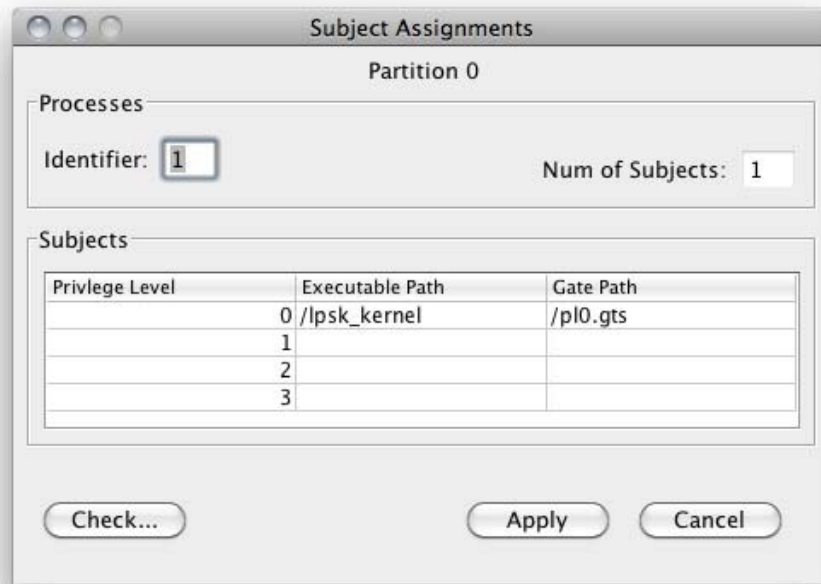 Subject Assignments
Partition 0
Processes
Identifier: 1
Num of Subjects: 1
Subjects
Privlege Level Executable Path Gate Path
0 /lpsk_kernel /pl0.gts
1
2
3
Check... Apply Cancel